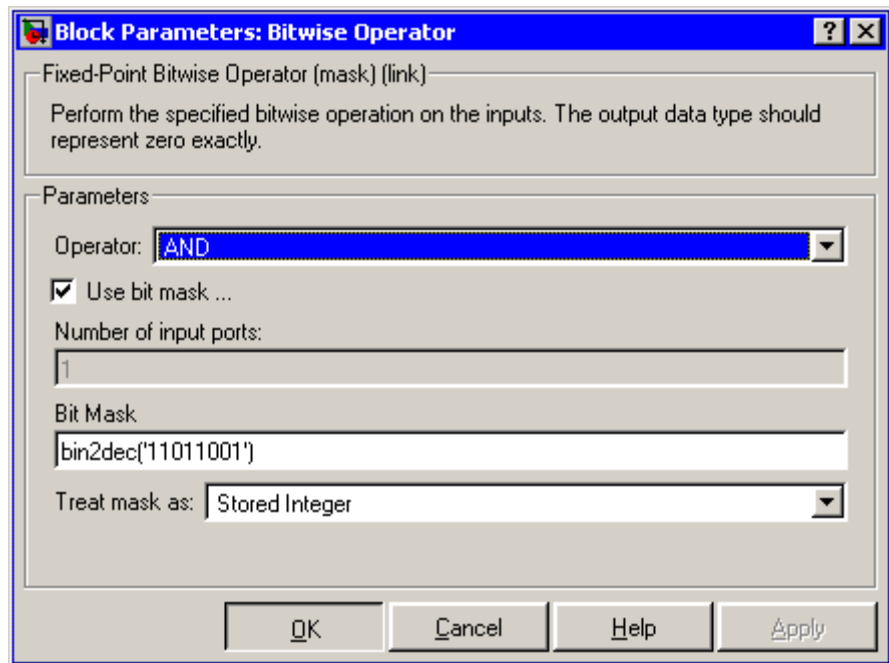 Block Parameters: Bitwise Operator
Fixed-Point Bitwise Operator (mask) (link)
Perform the specified bitwise operation on the inputs. The output data type should
represent zero exactly.
Parameters
Operator: AND
Use bit mask ...
Number of input ports:
1
Bit Mask
bin2dec('11011001')
Treat mask as: Stored Integer
OK Cancel Help Apply